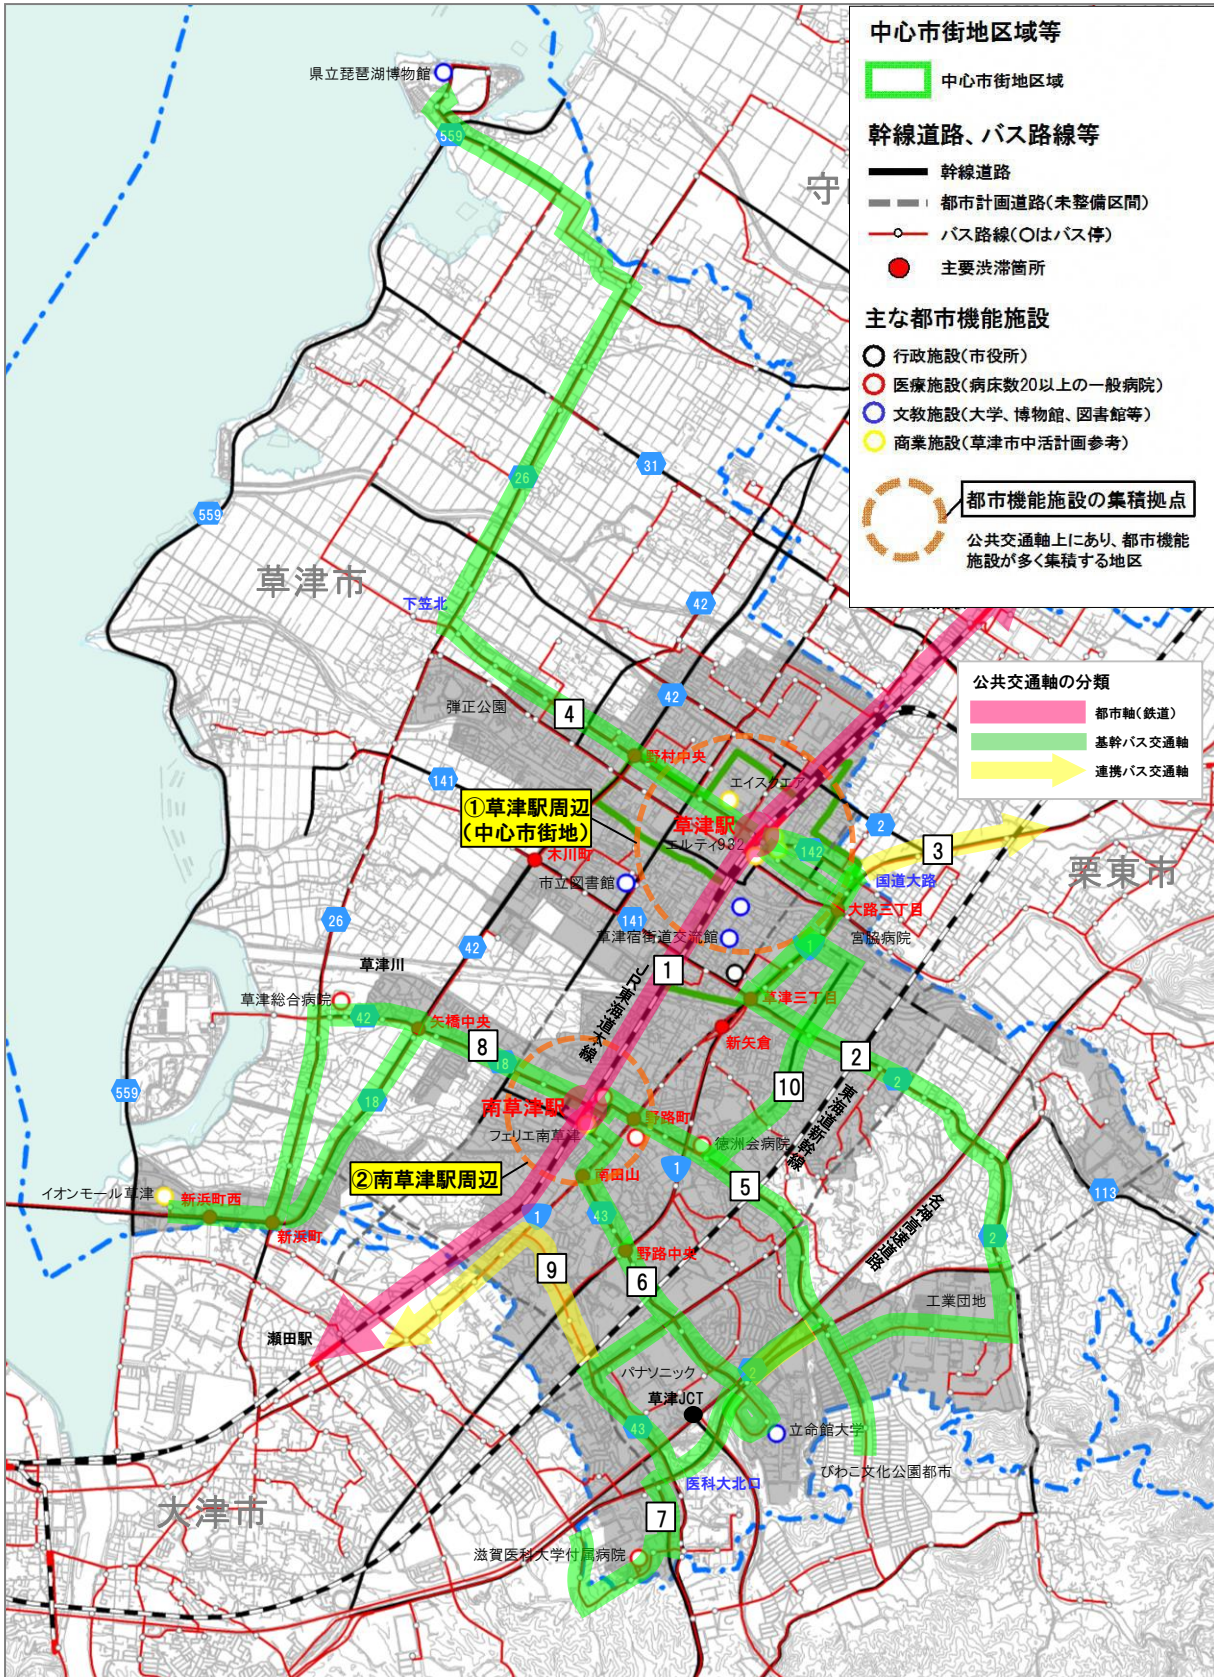 中心市街地区域等
中心市街地区域
幹線道路、バス路線等
幹線道路
都市計画道路(未整備区間)
バス路線(○はバス停)
主要渋滞箇所
主な都市機能施設
行政施設(市役所)
医療施設(病床数20以上の一般病院)
文教施設(大学、博物館、図書館等)
商業施設(草津市中活計画参考)
都市機能施設の集積拠点
公共交通軸上にあり、都市機能
施設が多く集積する地区
公共交通軸の分類
都市軸(鉄道)
基幹バス交通軸
連携バス交通軸
県立琵琶湖博物館
559
守
26
31
559
草津市
下笠北
42
42
弾正公園
4
野村中央
141
エイスクエア
①草津駅周辺
(中心市街地)
草津駅
エルティ932
142
2
3
木川町
国道大路
栗東市
市立図書館
大路三丁目
26
141
草津宿街道交流館
宮脇病院
42
1
草津川
1
JR東海道本線
草津総合病院
草津三丁目
42
矢橋中央
新矢倉
8
18
2
2
10
559
18
東海道新幹線
南草津駅
野路町
フェリエ南草津
徳洲会病院
②南草津駅周辺
南田山
1
5
イオンモール草津
新浜町西
新浜町
1
43
113
名神高速道路
2
野路中央
9
6
工業団地
瀬田駅
パナソニック
2
草津JCT
43
立命館大学
びわこ文化公園都市
医科大北口
大津市
7
滋賀医科大学付属病院